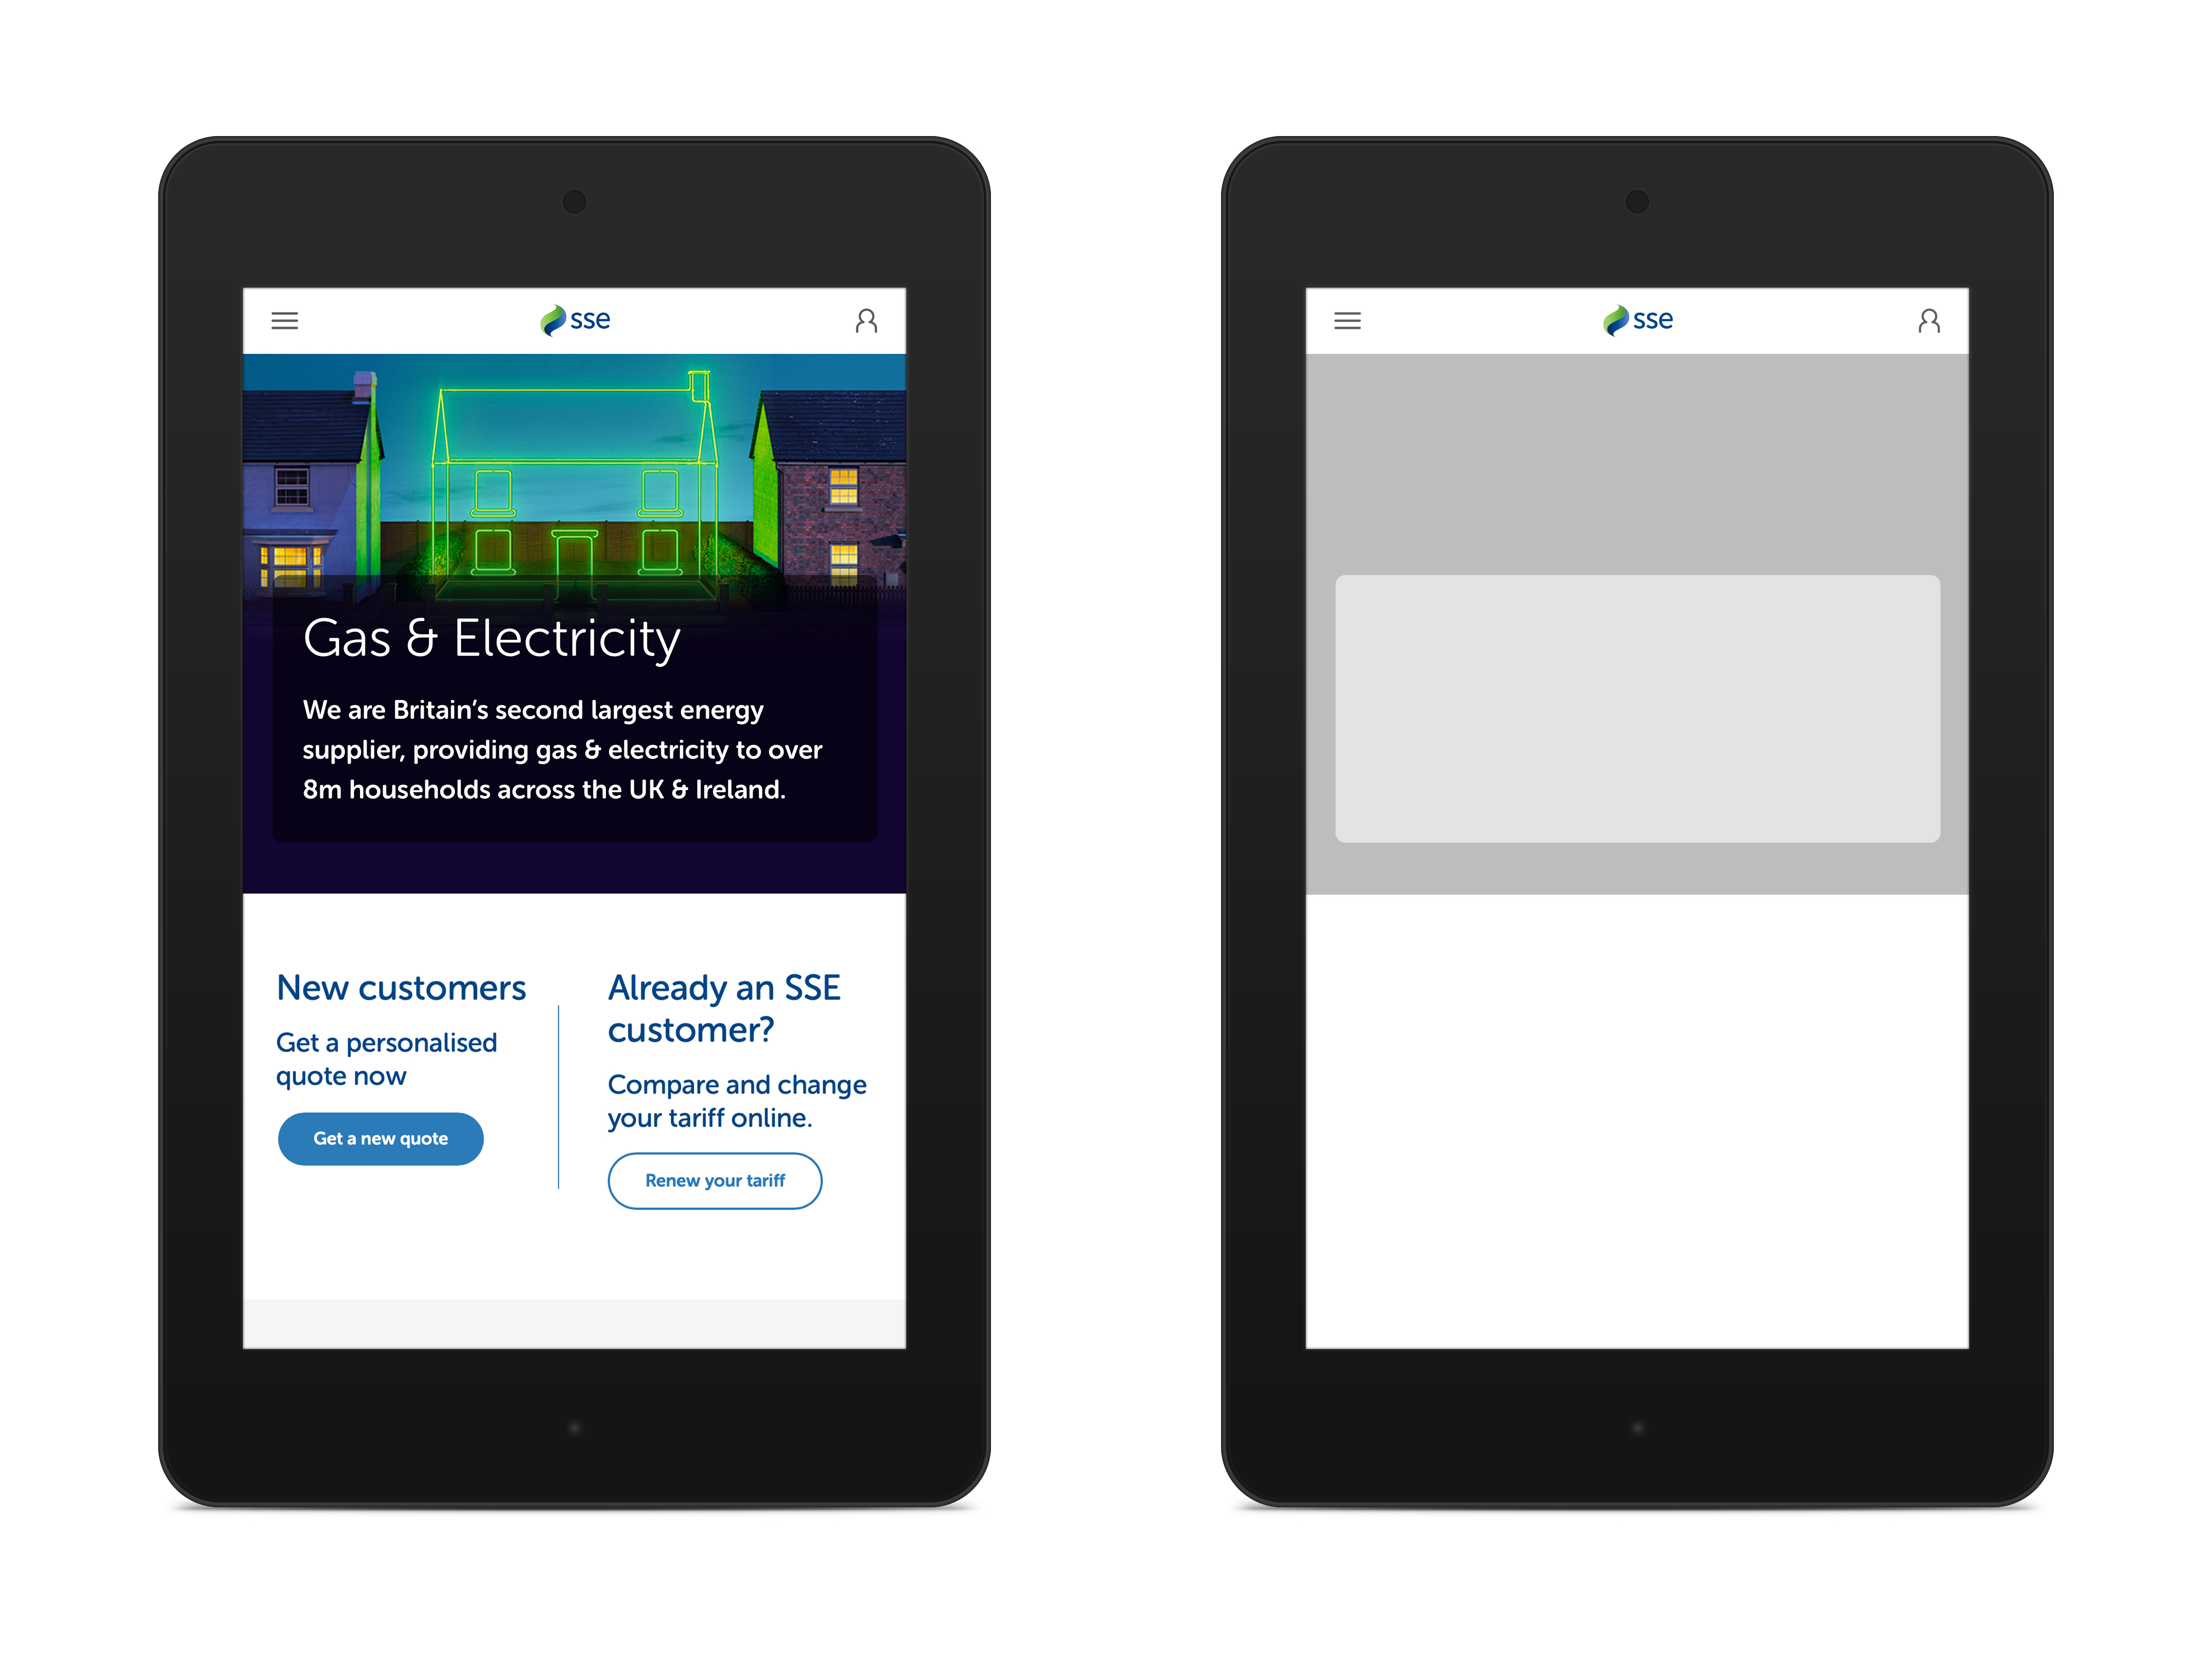 sse
Gas & Electricity
We are Britain’s second largest energy
supplier, providing gas & electricity to over
8m households across the UK & Ireland.
New customers
Get a personalised
quote now
Get a new quote
Already an SSE
customer?
Compare and change
your tariff online.
Renew your tariff
sse